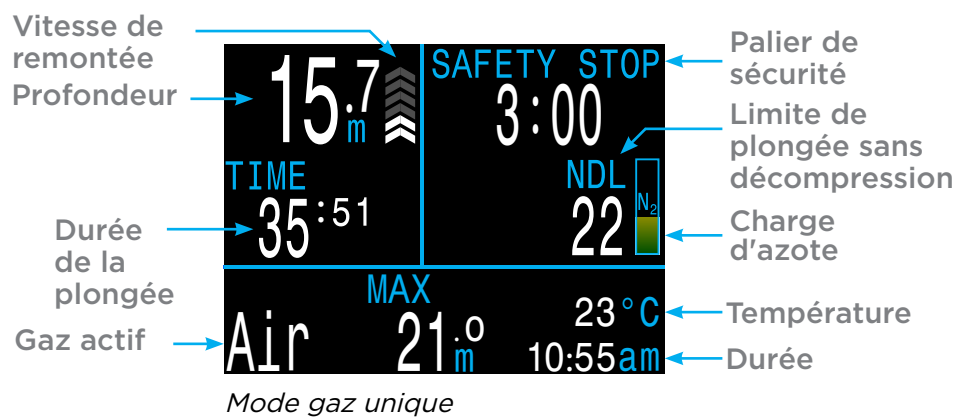 Vitesse de
remontée
Profondeur
Durée
de la
plongée
Gaz actif
15.7
m
TIME
35:51
SAFETY STOP
3:00
NDL
22
N2
MAX
Air
21.0
m
23°C
10:55am
Palier de
sécurité
Limite de
plongée sans
décompression
Charge
d'azote
Température
Durée
Mode gaz unique